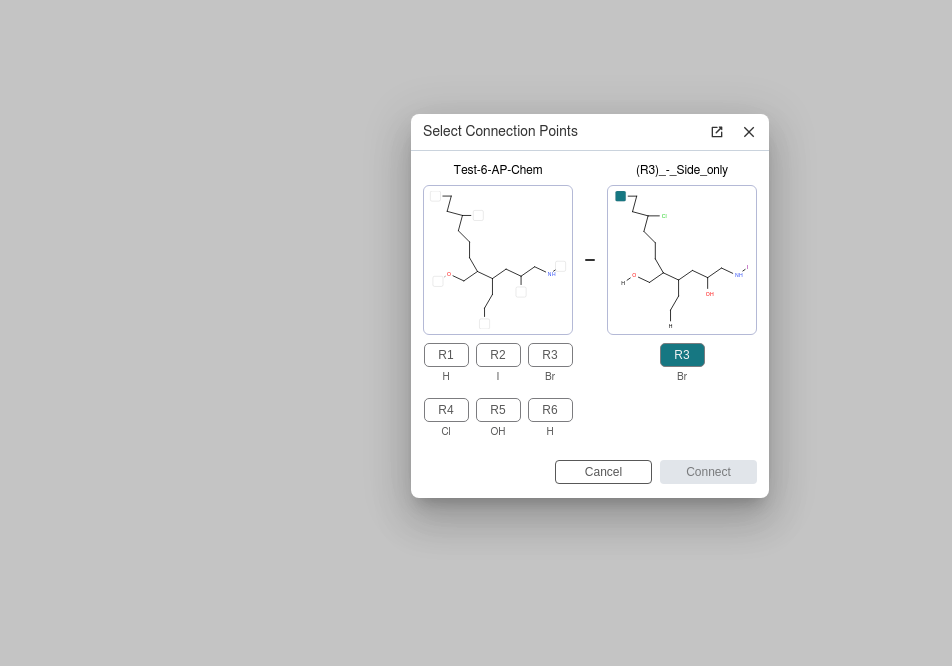 Select Connection Points
Test-6-AP-Chem
(R3)_-_Side_only
O
NH
–
Cl
H
O
NH
I
OH
H
R1
R2
R3
R3
H
I
Br
Br
R4
R5
R6
Cl
OH
H
Cancel
Connect